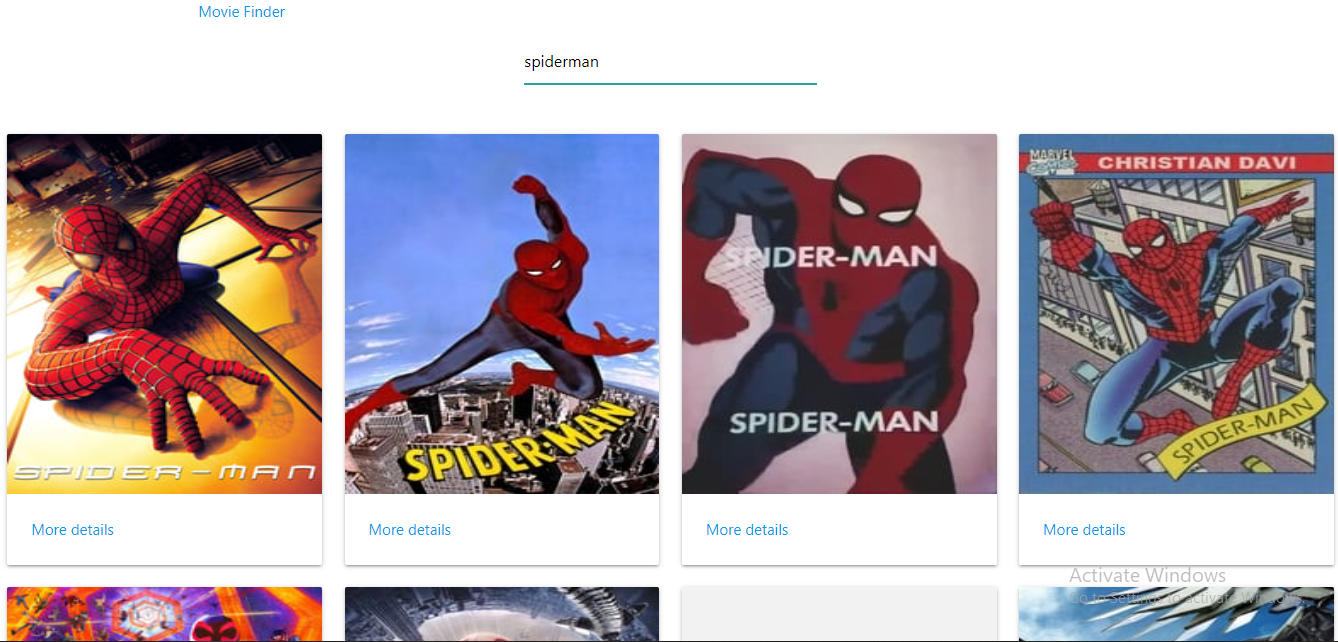 Movie Finder
spiderman
SPIDER-MAN
SPIDER-MAN
SPIDER-MAN
SPIDER-MAN
MARVEL
COMICS
CHRISTIAN DAVI
SPIDER-MAN
More details
More details
More details
More details
Activate Windows
Go to Settings to activate Windows.